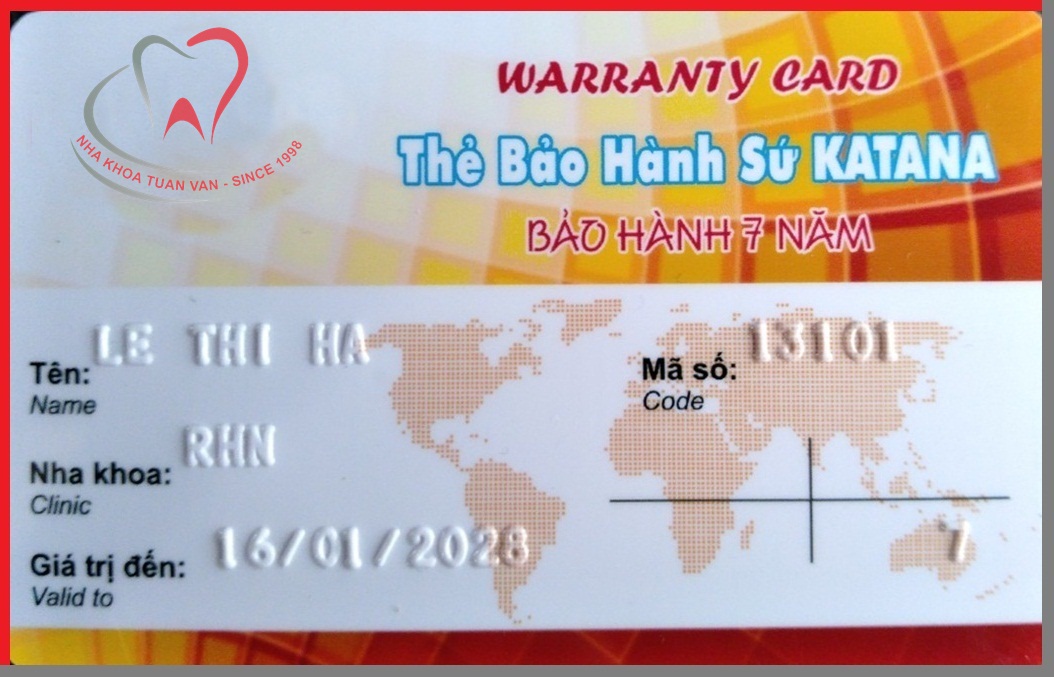 NHA KHOA TUAN VAN - SINCE 1998
WARRANTY CARD
Thẻ Bảo Hành Sứ KATANA
BẢO HÀNH 7 NĂM
Tên: LE THI HA
Name
Mã số: 13101
Code
Nha khoa: RHN
Clinic
Giá trị đến: 16/01/2028
Valid to
7